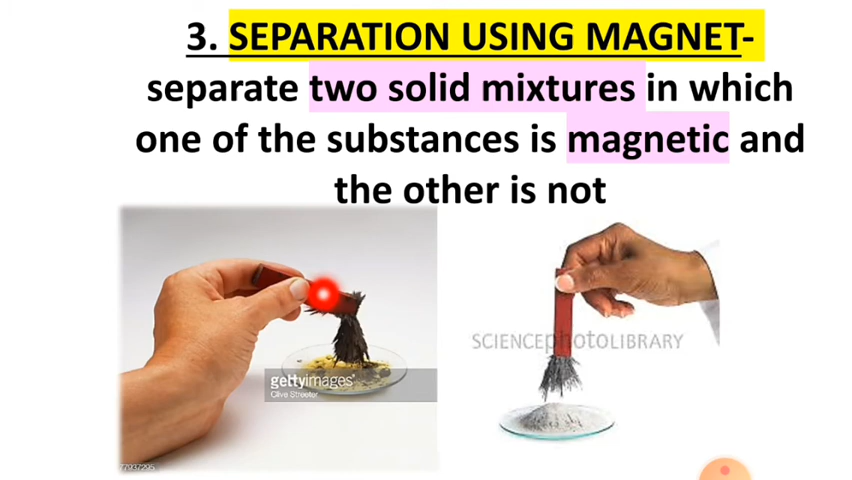 3. SEPARATION USING MAGNET-
separate two solid mixtures in which
one of the substances is magnetic and
the other is not
gettyimages
Clive Streeter
77937295
SCIENCEphotoLIBRARY